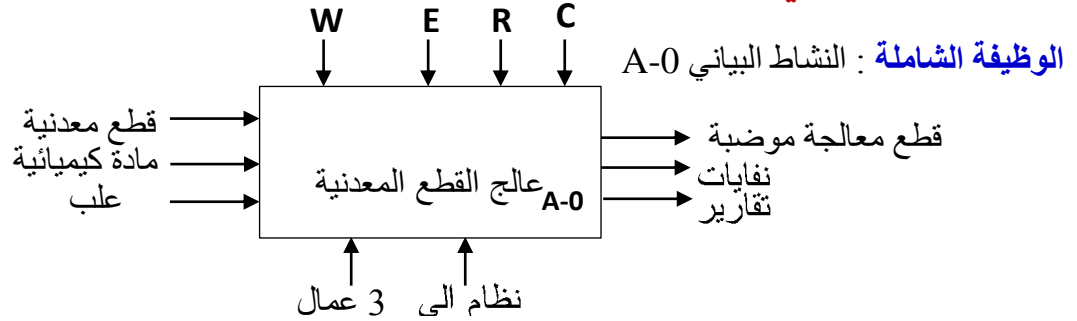 W E R C
الوظيفة الشاملة : النشاط البياني A-0
قطع معدنية
مادة كيميائية
علب
عالج القطع المعدنية
A-0
قطع معالجة موضبة
نفايات
تقارير
3 عمال
نظام الي